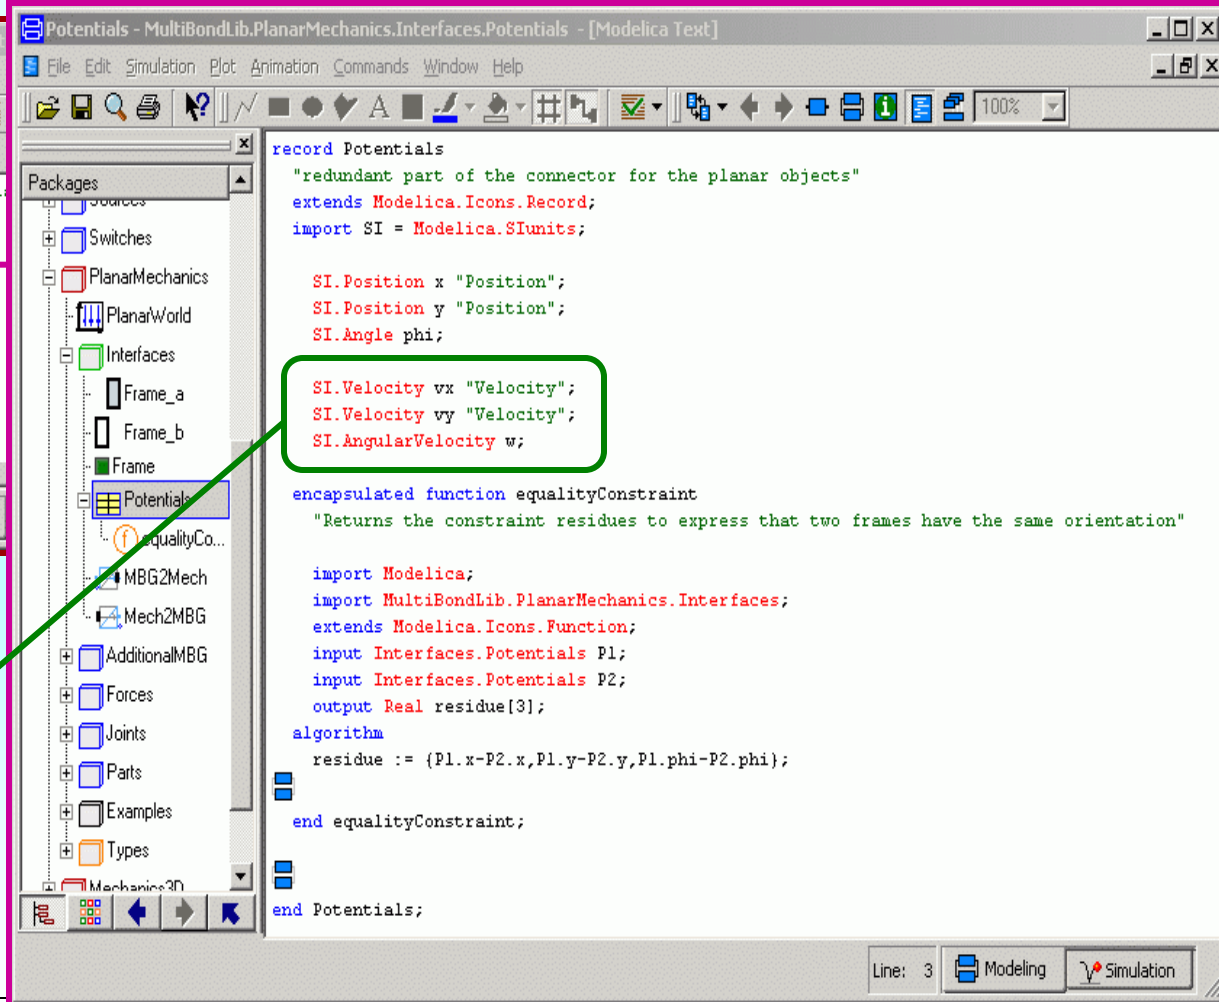 Potentials - MultiBondLib.PlanarMechanics.Interfaces.Potentials - [Modelica Text]
File Edit Simulation Plot Animation Commands Window Help
A
100%
Packages
Sources
Switches
PlanarMechanics
PlanarWorld
Interfaces
Frame_a
Frame_b
Frame
Potentials
equalityCo...
MBG2Mech
Mech2MBG
AdditionalMBG
Forces
Joints
Parts
Examples
Types
Mechanics3D
record Potentials
"redundant part of the connector for the planar objects"
extends Modelica.Icons.Record;
import SI = Modelica.SIunits;
SI.Position x "Position";
SI.Position y "Position";
SI.Angle phi;
SI.Velocity vx "Velocity";
SI.Velocity vy "Velocity";
SI.AngularVelocity w;
encapsulated function equalityConstraint
"Returns the constraint residues to express that two frames have the same orientation"
import Modelica;
import MultiBondLib.PlanarMechanics.Interfaces;
extends Modelica.Icons.Function;
input Interfaces.Potentials P1;
input Interfaces.Potentials P2;
output Real residue[3];
algorithm
residue := {P1.x-P2.x,P1.y-P2.y,P1.phi-P2.phi};
end equalityConstraint;
end Potentials;
Line: 3 Modeling Simulation